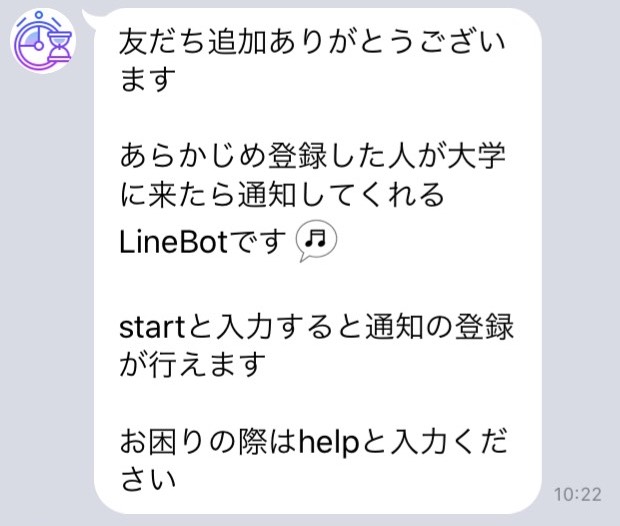 友だち追加ありがとうござい
ます
あらかじめ登録した人が大学
に来たら通知してくれる
LineBotです
startと入力すると通知の登録
が行えます
お困りの際はhelpと入力くだ
さい
10:22